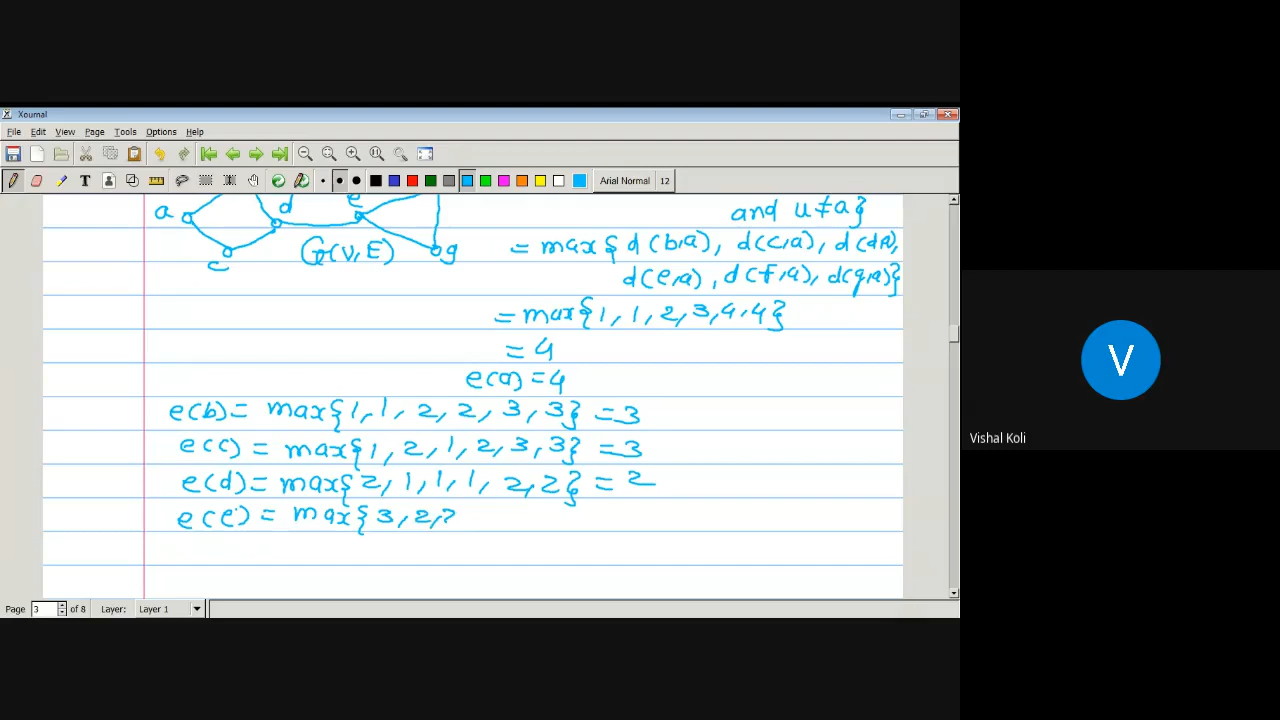 Xournal
File Edit View Page Tools Options Help
Arial Normal 12
a d e
c G(V,E) g
and u≠a}
= max{ d(b,a), d(c,a), d(d,a),
d(e,a), d(f,a), d(g,a)}
= max{1, 1, 2, 3, 4, 4}
= 4
e(a) = 4
e(b) = max{1, 1, 2, 2, 3, 3} = 3
e(c) = max{1, 2, 1, 2, 3, 3} = 3
e(d) = max{2, 1, 1, 1, 2, 2} = 2
e(e) = max{3, 2,
Page 3 of 8 Layer: Layer 1
V
Vishal Koli